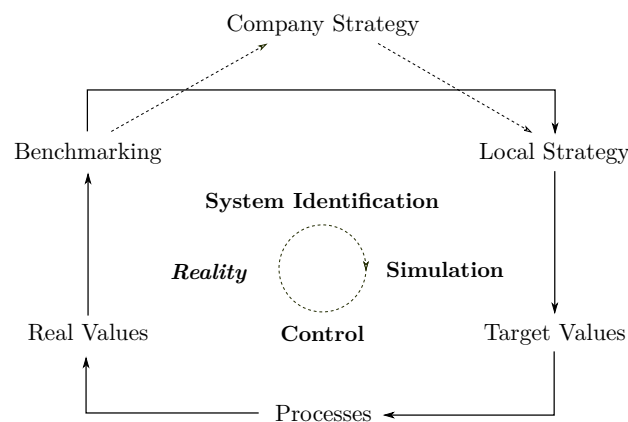 Company Strategy
Benchmarking
Local Strategy
System Identification
Reality
Simulation
Real Values
Control
Target Values
Processes